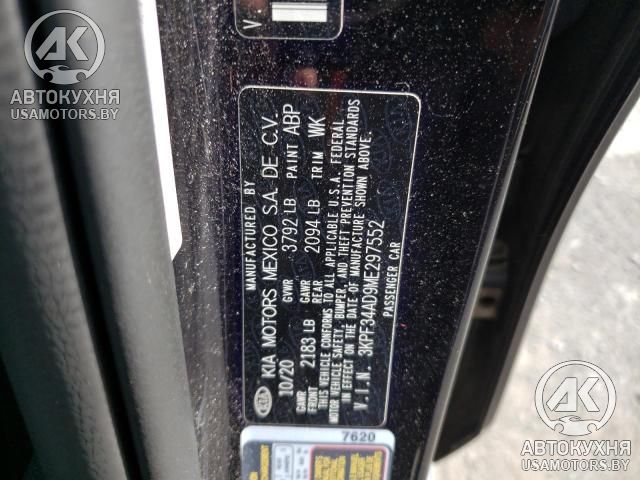 AK
АВТОКУХНЯ
USAMOTORS.BY
V
MANUFACTURED BY
KIA KIA MOTORS MEXICO S.A. DE C.V.
10/20 GVWR 3792 LB PAINT ABP
GAWR FRONT 2183 LB GAWR REAR 2094 LB TRIM WK
THIS VEHICLE CONFORMS TO ALL APPLICABLE U.S.A. FEDERAL
MOTOR VEHICLE SAFETY, BUMPER, AND THEFT PREVENTION STANDARDS
IN EFFECT ON THE DATE OF MANUFACTURE SHOWN ABOVE.
V.I.N. 3KPF34AD9ME297552
PASSENGER CAR
7620
AK
АВТОКУХНЯ
USAMOTORS.BY